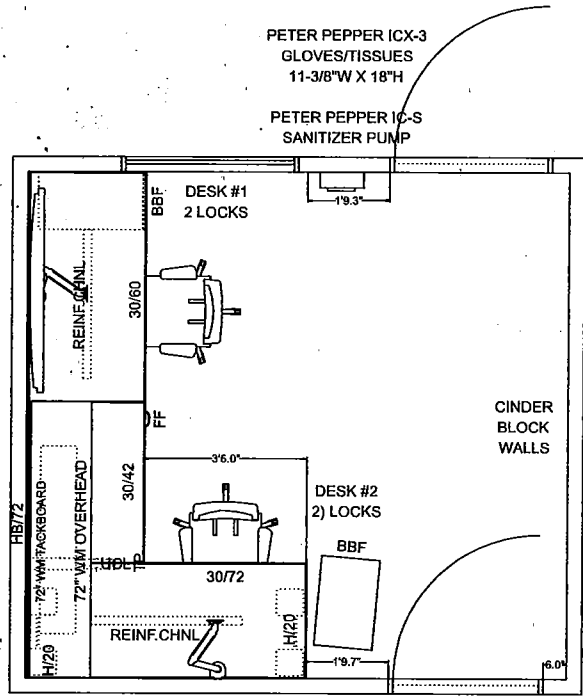 PETER PEPPER ICX-3
GLOVES/TISSUES
11-3/8"W X 18"H
PETER PEPPER IC-S
SANITIZER PUMP
BBF
DESK #1
2 LOCKS
1'9.3"
REINF.CHNL
30/60
FF
CINDER
BLOCK
WALLS
3'6.0"
30/42
HB/72
72" WM TACKBOARD
72" WM OVERHEAD
DESK #2
2) LOCKS
BBF
30/72
REINF.CHNL
H/20
H/20
1'9.7"
6.0"